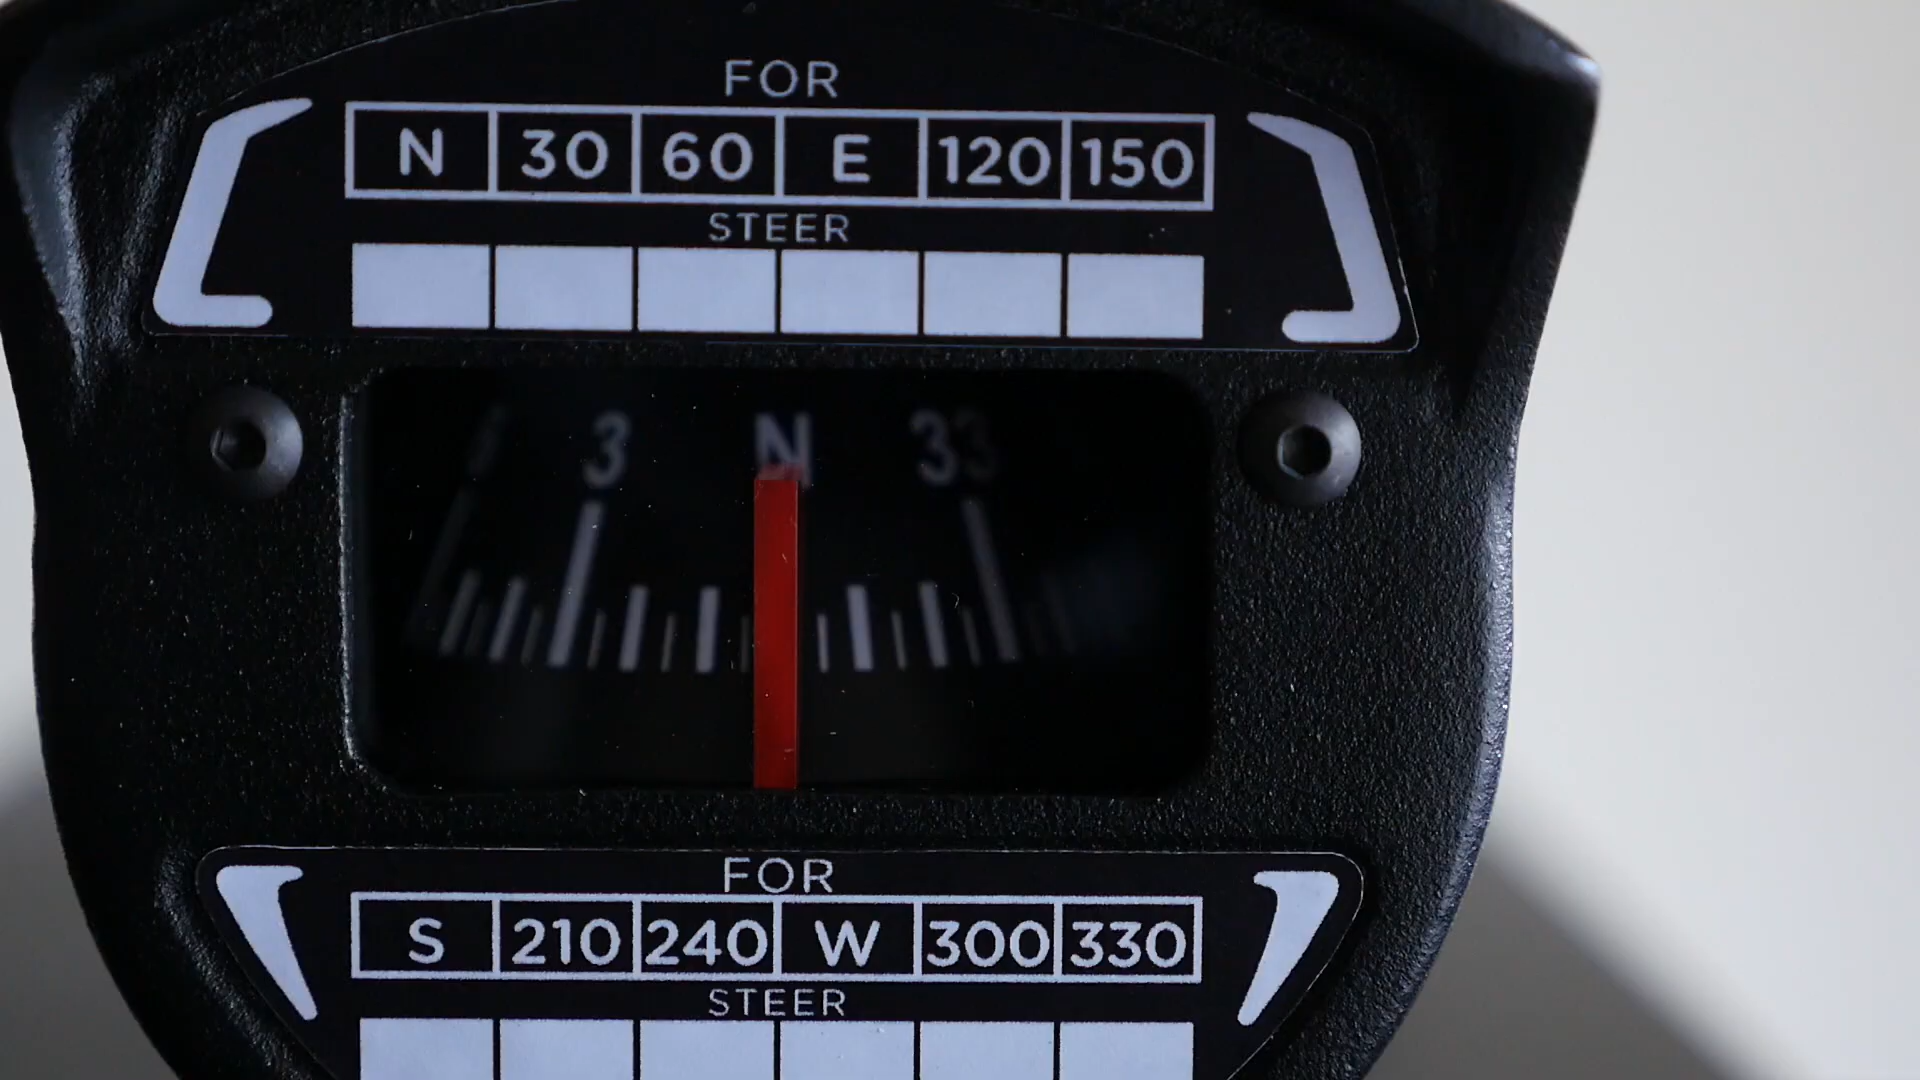 FOR
N 30 60 E 120 150
STEER
3 N 33
FOR
S 210 240 W 300 330
STEER